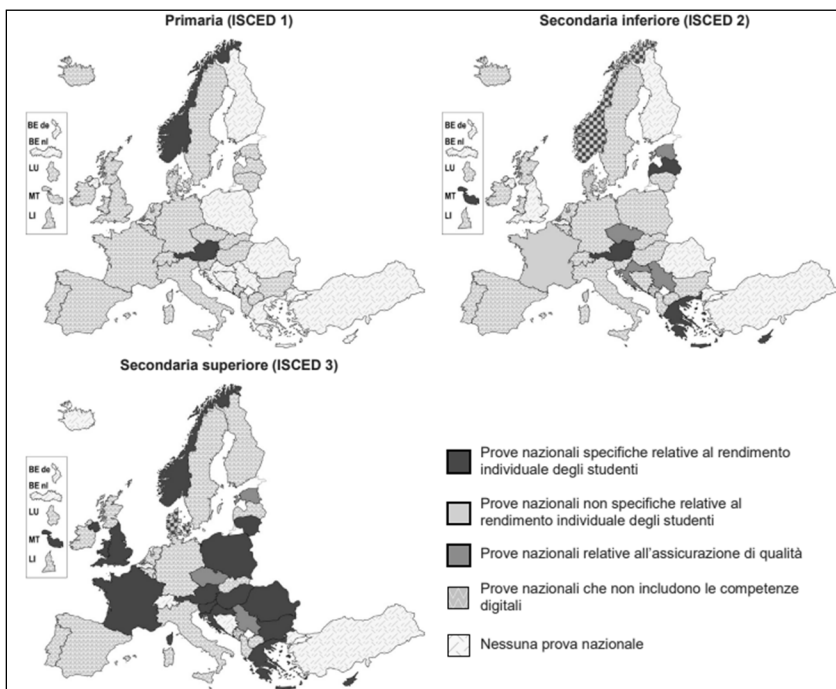 Primaria (ISCED 1)
Secondaria inferiore (ISCED 2)
BE de
BE nl
LU
MT
LI
BE de
BE nl
LU
MT
LI
Secondaria superiore (ISCED 3)
BE de
BE nl
LU
MT
LI
Prove nazionali specifiche relative al rendimento
individuale degli studenti
Prove nazionali non specifiche relative al
rendimento individuale degli studenti
Prove nazionali relative all'assicurazione di qualità
Prove nazionali che non includono le competenze
digitali
Nessuna prova nazionale